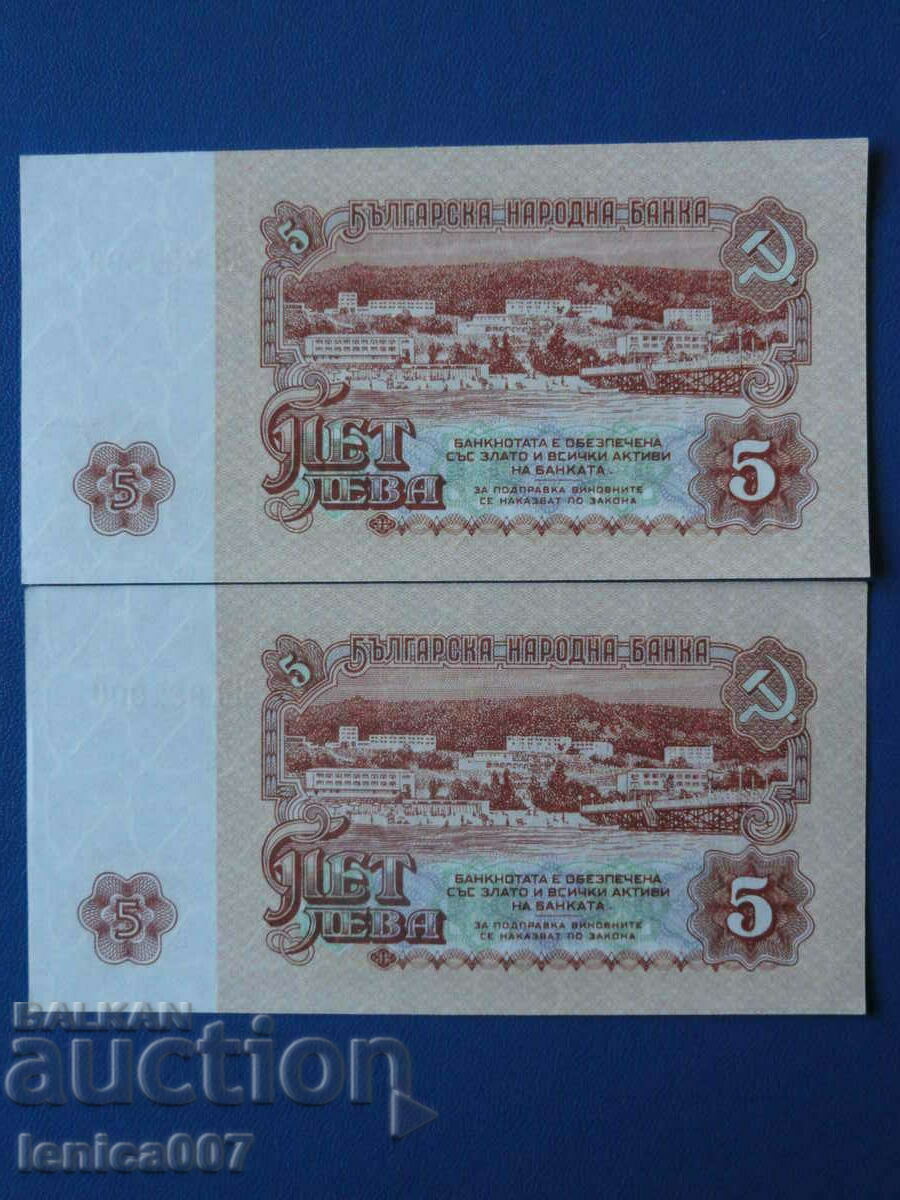 5
БЪЛГАРСКА НАРОДНА БАНКА
ПЕТ
ЛЕВА
БАНКНОТАТА Е ОБЕЗПЕЧЕНА
СЪС ЗЛАТО И ВСИЧКИ АКТИВИ
НА БАНКАТА
ЗА ПОДПРАВКА ВИНОВНИТЕ
СЕ НАКАЗВАТ ПО ЗАКОНА
5
5
5
БЪЛГАРСКА НАРОДНА БАНКА
ПЕТ
ЛЕВА
БАНКНОТАТА Е ОБЕЗПЕЧЕНА
СЪС ЗЛАТО И ВСИЧКИ АКТИВИ
НА БАНКАТА
ЗА ПОДПРАВКА ВИНОВНИТЕ
СЕ НАКАЗВАТ ПО ЗАКОНА
5
5
BALKAN
auction
lenica007